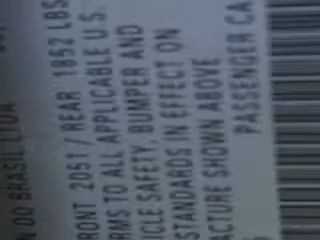 N DO BRASIL LTDA
RONT 2051 / REAR 1852 LBS
RMS TO ALL APPLICABLE U.S.
ICLE SAFETY, BUMPER AND
STANDARDS IN EFFECT ON
ACTURE SHOWN ABOVE
PASSENGER CA